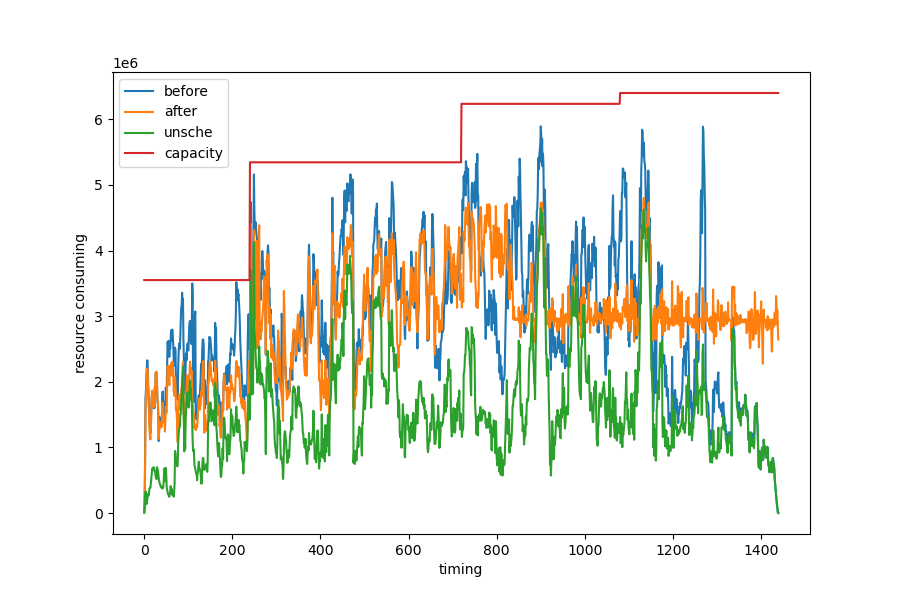 1e6
before
after
unsche
capacity
6
5
4
3
2
1
0
resource consuming
0 200 400 600 800 1000 1200 1400
timing